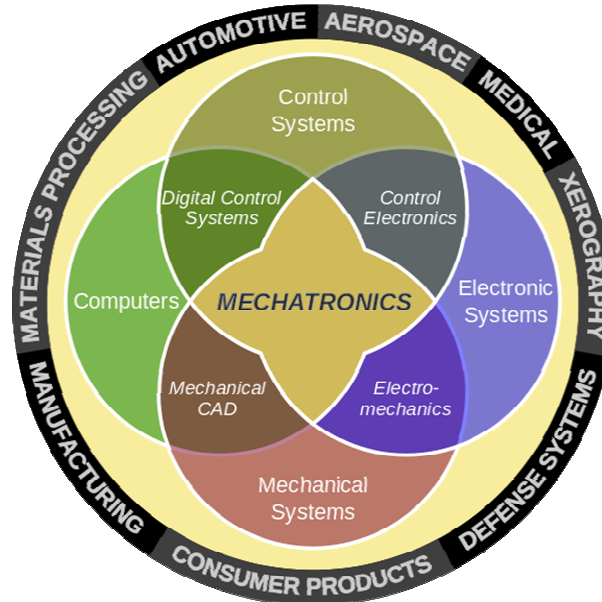 AUTOMOTIVE
AEROSPACE
MEDICAL
XEROGRAPHY
DEFENSE SYSTEMS
CONSUMER PRODUCTS
MANUFACTURING
MATERIALS PROCESSING
Control
Systems
Digital Control
Systems
Control
Electronics
Computers
MECHATRONICS
Electronic
Systems
Mechanical
CAD
Electro-
mechanics
Mechanical
Systems